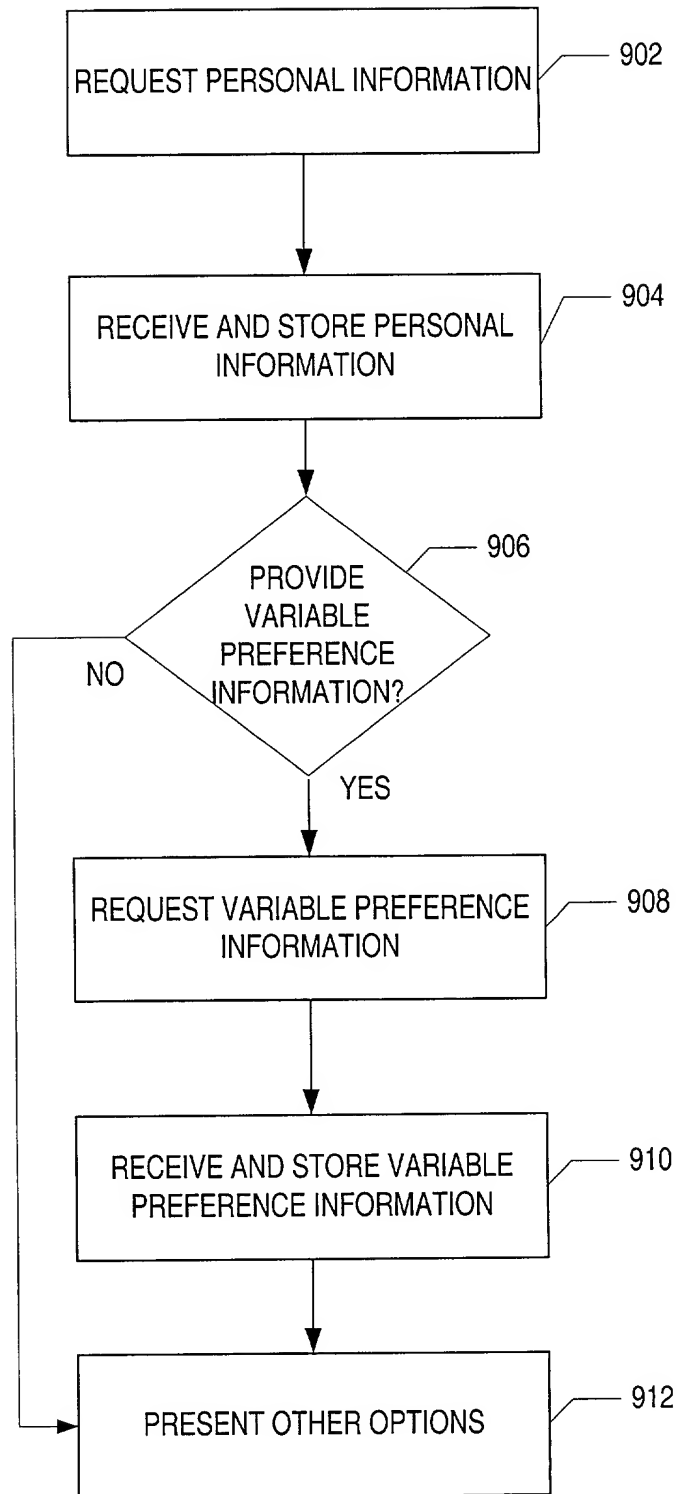 REQUEST PERSONAL INFORMATION
902
RECEIVE AND STORE PERSONAL
INFORMATION
904
PROVIDE
VARIABLE
PREFERENCE
INFORMATION?
906
NO
YES
REQUEST VARIABLE PREFERENCE
INFORMATION
908
RECEIVE AND STORE VARIABLE
PREFERENCE INFORMATION
910
PRESENT OTHER OPTIONS
912